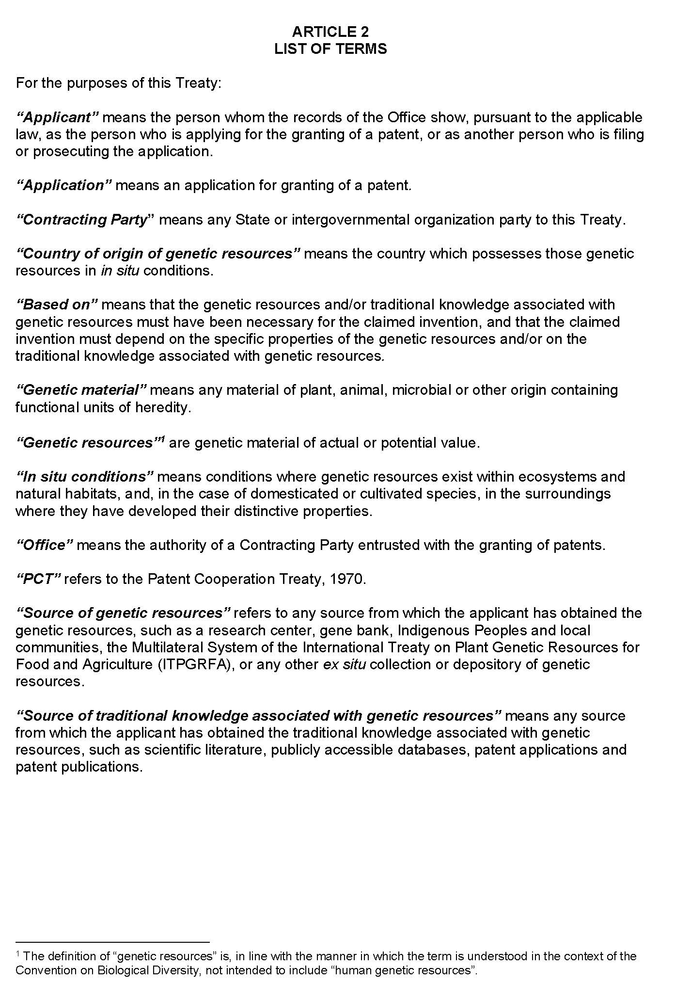 ARTICLE 2
LIST OF TERMS
For the purposes of this Treaty:
“Applicant” means the person whom the records of the Office show, pursuant to the applicable
law, as the person who is applying for the granting of a patent, or as another person who is filing
or prosecuting the application.
“Application” means an application for granting of a patent.
“Contracting Party” means any State or intergovernmental organization party to this Treaty.
“Country of origin of genetic resources” means the country which possesses those genetic
resources in in situ conditions.
“Based on” means that the genetic resources and/or traditional knowledge associated with
genetic resources must have been necessary for the claimed invention, and that the claimed
invention must depend on the specific properties of the genetic resources and/or on the
traditional knowledge associated with genetic resources.
“Genetic material” means any material of plant, animal, microbial or other origin containing
functional units of heredity.
“Genetic resources”1 are genetic material of actual or potential value.
“In situ conditions” means conditions where genetic resources exist within ecosystems and
natural habitats, and, in the case of domesticated or cultivated species, in the surroundings
where they have developed their distinctive properties.
“Office” means the authority of a Contracting Party entrusted with the granting of patents.
“PCT” refers to the Patent Cooperation Treaty, 1970.
“Source of genetic resources” refers to any source from which the applicant has obtained the
genetic resources, such as a research center, gene bank, Indigenous Peoples and local
communities, the Multilateral System of the International Treaty on Plant Genetic Resources for
Food and Agriculture (ITPGRFA), or any other ex situ collection or depository of genetic
resources.
“Source of traditional knowledge associated with genetic resources” means any source
from which the applicant has obtained the traditional knowledge associated with genetic
resources, such as scientific literature, publicly accessible databases, patent applications and
patent publications.
1 The definition of “genetic resources” is, in line with the manner in which the term is understood in the context of the
Convention on Biological Diversity, not intended to include “human genetic resources”.